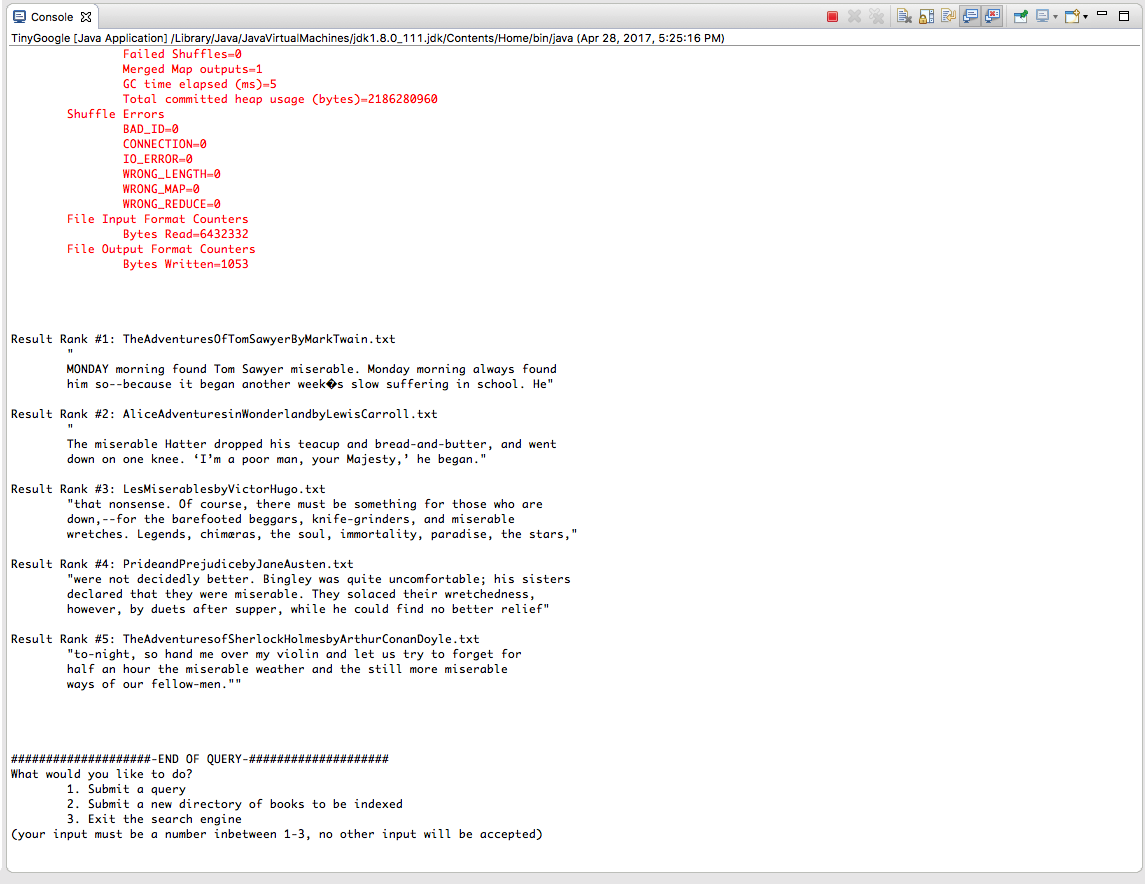 Console
TinyGoogle [Java Application] /Library/Java/JavaVirtualMachines/jdk1.8.0_111.jdk/Contents/Home/bin/java (Apr 28, 2017, 5:25:16 PM)
Failed Shuffles=0
Merged Map outputs=1
GC time elapsed (ms)=5
Total committed heap usage (bytes)=2186280960
Shuffle Errors
BAD_ID=0
CONNECTION=0
IO_ERROR=0
WRONG_LENGTH=0
WRONG_MAP=0
WRONG_REDUCE=0
File Input Format Counters
Bytes Read=6432332
File Output Format Counters
Bytes Written=1053
Result Rank #1: TheAdventuresOfTomSawyerByMarkTwain.txt
"
MONDAY morning found Tom Sawyer miserable. Monday morning always found
him so--because it began another week�s slow suffering in school. He"
Result Rank #2: AliceAdventuresinWonderlandbyLewisCarroll.txt
"
The miserable Hatter dropped his teacup and bread-and-butter, and went
down on one knee. ‘I’m a poor man, your Majesty,’ he began."
Result Rank #3: LesMiserablesbyVictorHugo.txt
"that nonsense. Of course, there must be something for those who are
down,--for the barefooted beggars, knife-grinders, and miserable
wretches. Legends, chimæras, the soul, immortality, paradise, the stars,"
Result Rank #4: PrideandPrejudicebyJaneAusten.txt
"were not decidedly better. Bingley was quite uncomfortable; his sisters
declared that they were miserable. They solaced their wretchedness,
however, by duets after supper, while he could find no better relief"
Result Rank #5: TheAdventuresofSherlockHolmesbyArthurConanDoyle.txt
"to-night, so hand me over my violin and let us try to forget for
half an hour the miserable weather and the still more miserable
ways of our fellow-men.""
####################-END OF QUERY-####################
What would you like to do?
1. Submit a query
2. Submit a new directory of books to be indexed
3. Exit the search engine
(your input must be a number inbetween 1-3, no other input will be accepted)